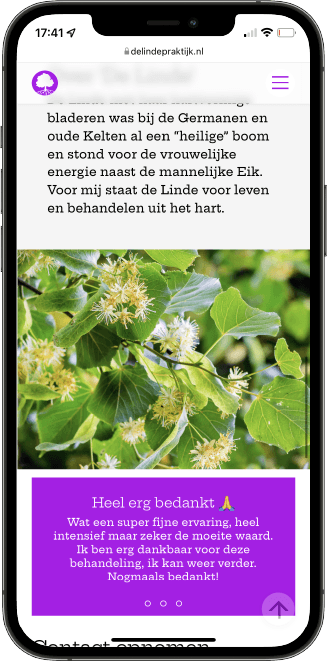 17:41
delindepraktijk.nl
bladeren was bij de Germanen en
oude Kelten al een "heilige" boom
en stond voor de vrouwelijke
energie naast de mannelijke Eik.
Voor mij staat de Linde voor leven
en behandelen uit het hart.
Heel erg bedankt 🙏
Wat een super fijne ervaring, heel
intensief maar zeker de moeite waard.
Ik ben erg dankbaar voor deze
behandeling, ik kan weer verder.
Nogmaals bedankt!
Contact opnemen